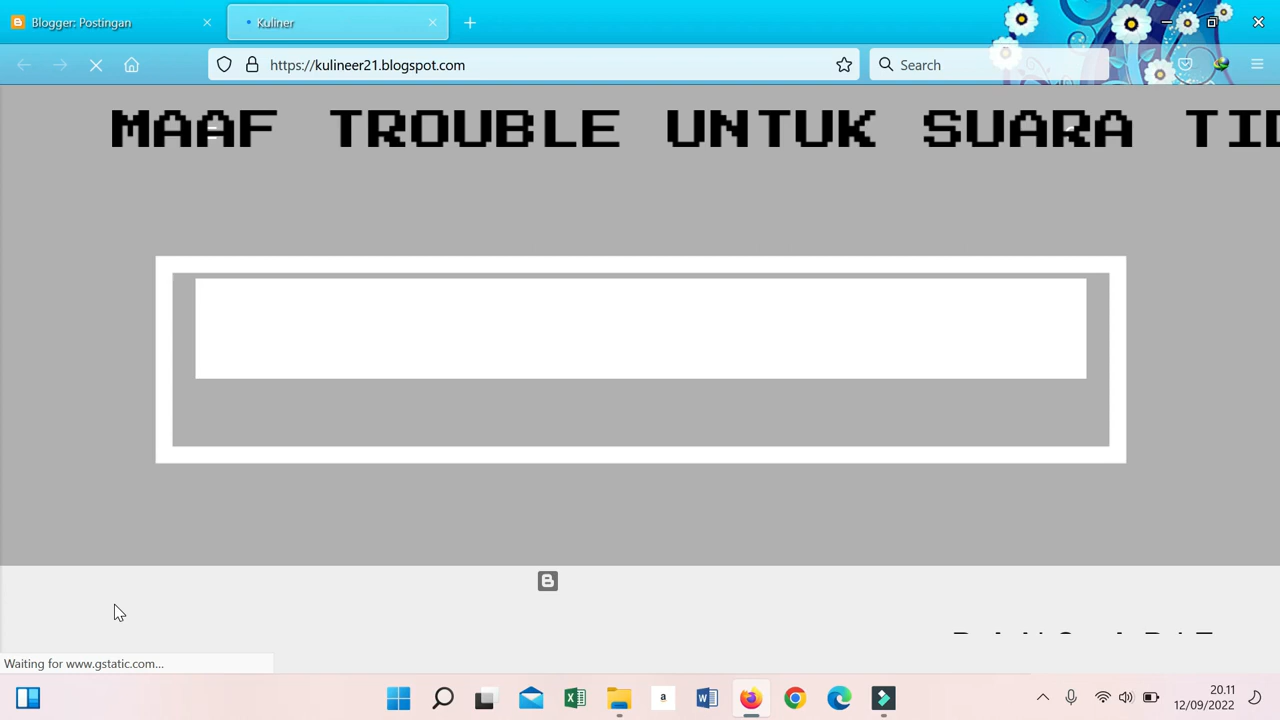 Blogger: Postingan
Kuliner
https://kulineer21.blogspot.com
Search
MAAF TROUBLE UNTUK SUARA
Waiting for www.gstatic.com...
a
20.11
12/09/2022